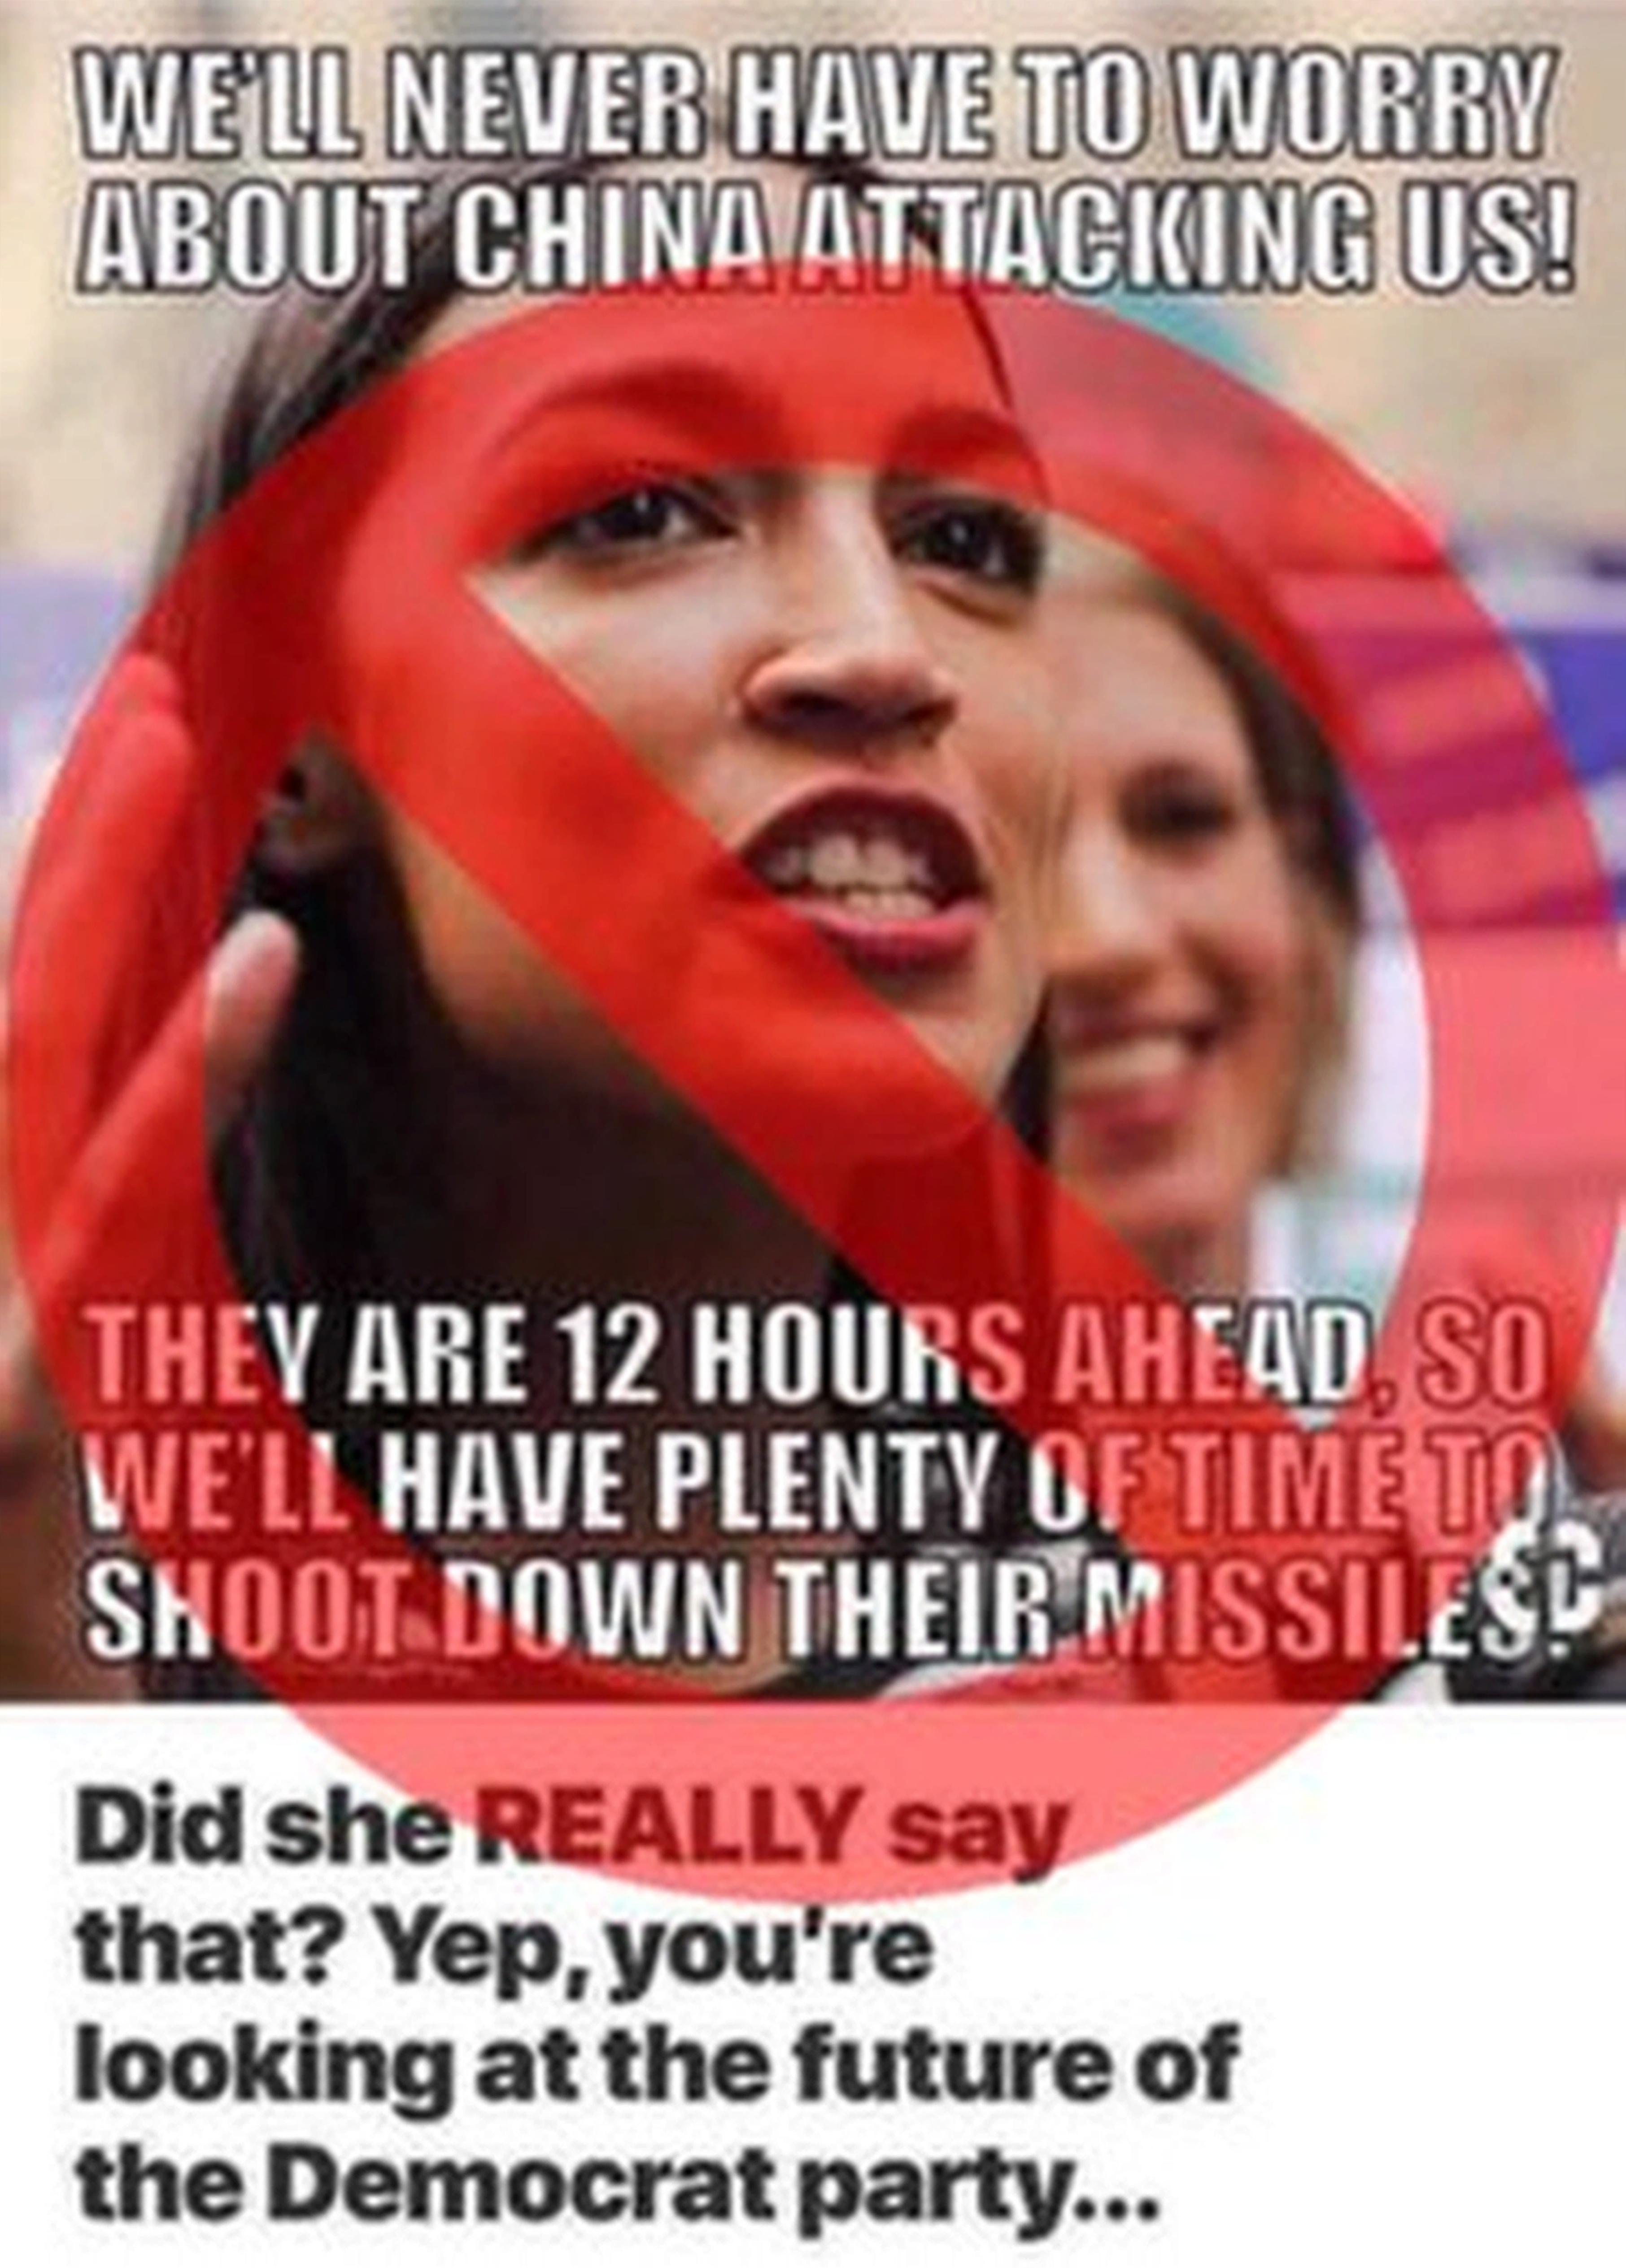 WE'LL NEVER HAVE TO WORRY
ABOUT CHINA ATTACKING US!
THEY ARE 12 HOURS AHEAD, SO
WE'LL HAVE PLENTY OF TIME TO
SHOOT DOWN THEIR MISSILES!
Did she REALLY say
that? Yep, you're
looking at the future of
the Democrat party...